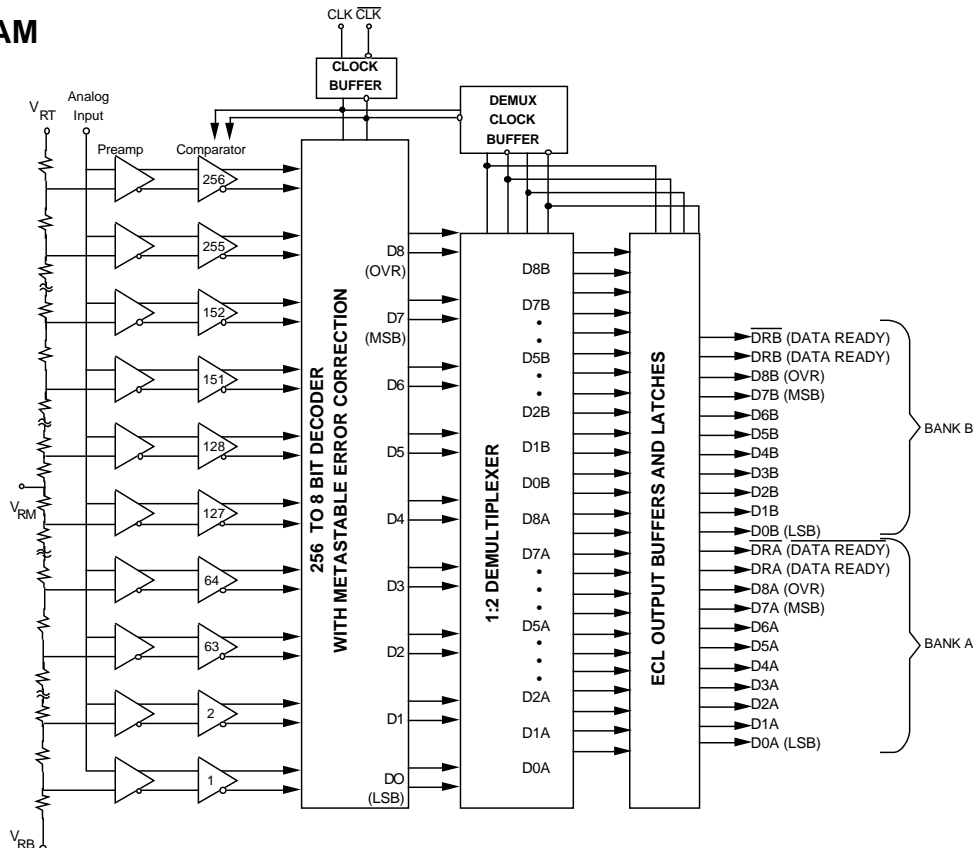 AM
CLK CLK
CLOCK
BUFFER
DEMUX
CLOCK
BUFFER
Analog
Input
VRT
Preamp
Comparator
256
255
152
151
128
127
64
63
2
1
VRM
VRB
256 TO 8 BIT DECODER
WITH METASTABLE ERROR CORRECTION
D8
(OVR)
D7
(MSB)
D6
D5
D4
D3
D2
D1
DO
(LSB)
1:2 DEMULTIPLEXER
D8B
D7B
D5B
D2B
D1B
D0B
D8A
D7A
D5A
D2A
D1A
D0A
ECL OUTPUT BUFFERS AND LATCHES
DRB (DATA READY)
DRB (DATA READY)
D8B (OVR)
D7B (MSB)
D6B
D5B
D4B
D3B
D2B
D1B
D0B (LSB)
BANK B
DRA (DATA READY)
DRA (DATA READY)
D8A (OVR)
D7A (MSB)
D6A
D5A
D4A
D3A
D2A
D1A
D0A (LSB)
BANK A